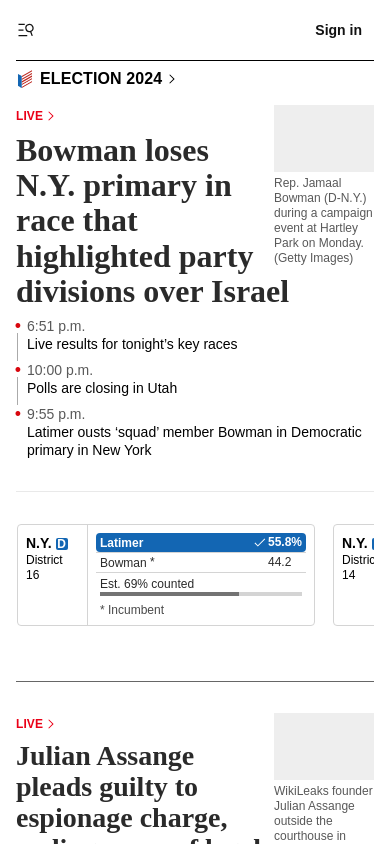 Sign in
ELECTION 2024
LIVE
Bowman loses
N.Y. primary in
race that
highlighted party
divisions over Israel
Rep. Jamaal
Bowman (D-N.Y.)
during a campaign
event at Hartley
Park on Monday.
(Getty Images)
6:51 p.m.
Live results for tonight’s key races
10:00 p.m.
Polls are closing in Utah
9:55 p.m.
Latimer ousts ‘squad’ member Bowman in Democratic
primary in New York
N.Y. D
District
16
Latimer 55.8%
Bowman * 44.2
Est. 69% counted
* Incumbent
N.Y.
14
LIVE
Julian Assange
pleads guilty to
espionage charge,
WikiLeaks founder
Julian Assange
outside the
courthouse in